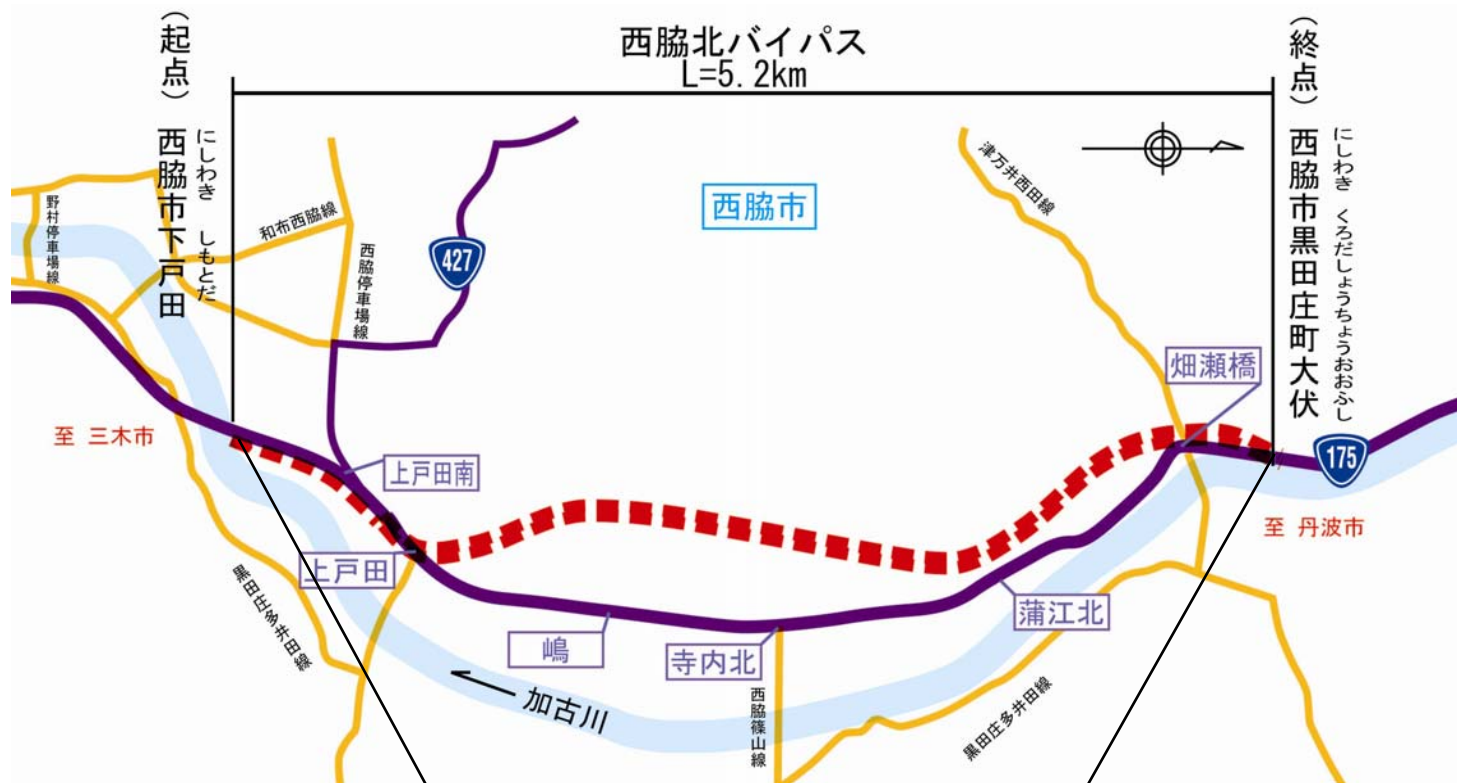 西脇北バイパス
L=5.2km
（起点）
西脇市下戸田
にしわき しもとだ
（終点）
西脇市黒田庄町大伏
にしわき くろだしょうちょうおおふし
野村停車場線
和布西脇線
西脇停車場線
427
西脇市
津万井西田線
畑瀬橋
至 三木市
上戸田南
175
至 丹波市
上戸田
蒲江北
嶋
寺内北
黒田庄多井田線
加古川
西脇篠山線
黒田庄多井田線